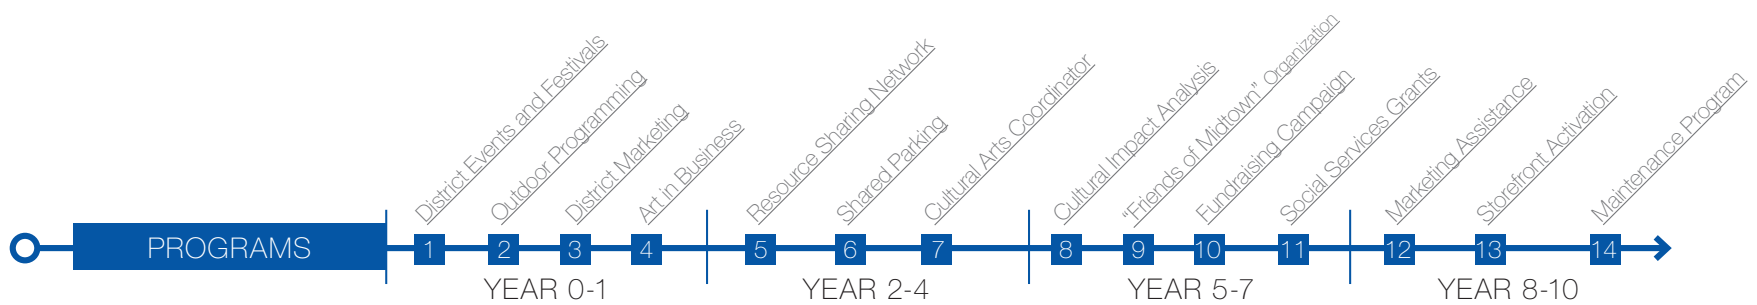 PROGRAMS
1 District Events and Festivals
2 Outdoor Programming
3 District Marketing
4 Art in Business
YEAR 0-1
5 Resource Sharing Network
6 Shared Parking
7 Cultural Arts Coordinator
YEAR 2-4
8 Cultural Impact Analysis
9 “Friends of Midtown” Organization
10 Fundraising Campaign
11 Social Services Grants
YEAR 5-7
12 Marketing Assistance
13 Storefront Activation
14 Maintenance Program
YEAR 8-10